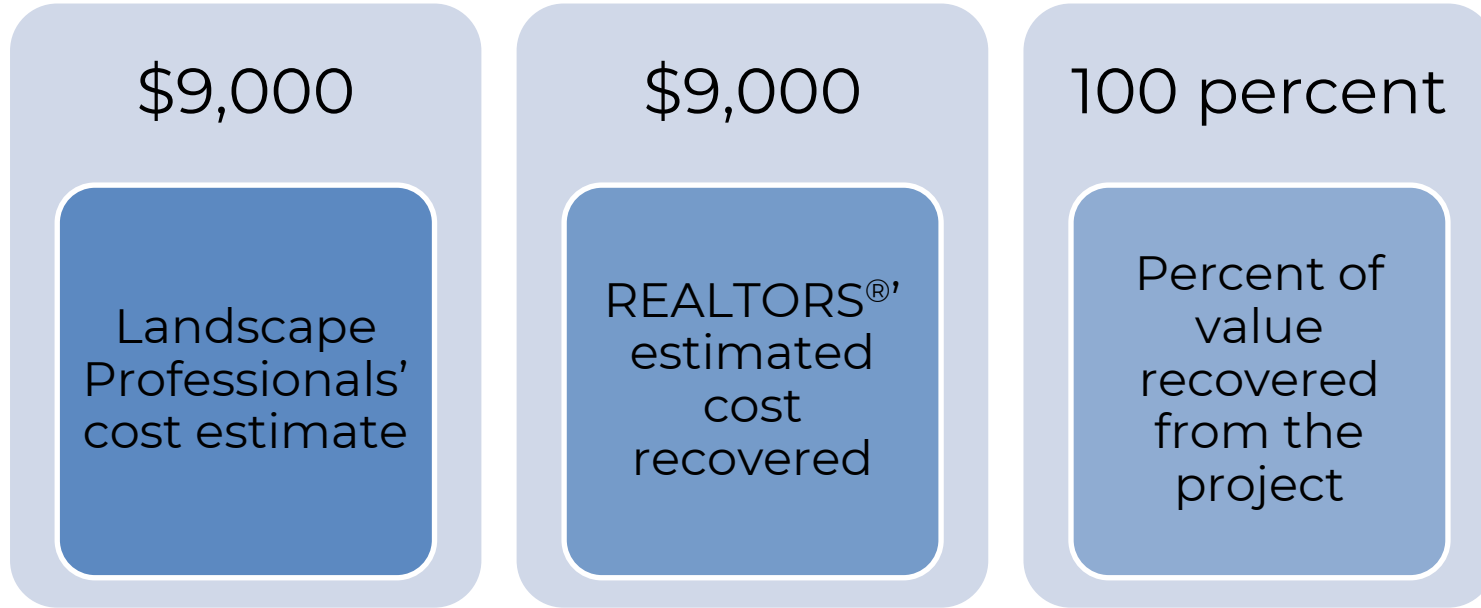 $9,000
Landscape
Professionals’
cost estimate
$9,000
REALTORS®’
estimated
cost
recovered
100 percent
Percent of
value
recovered
from the
project